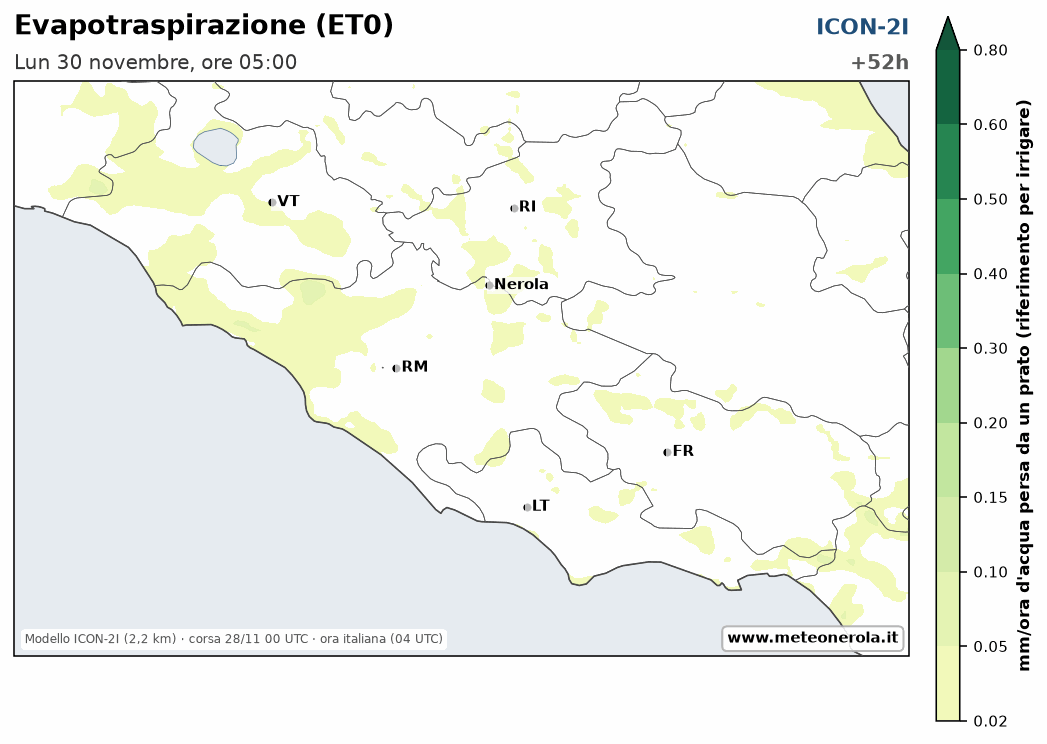 Evapotraspirazione (ET0)
ICON-2I
Lun 30 novembre, ore 05:00
+52h
VT
RI
Nerola
RM
FR
LT
Modello ICON-2I (2,2 km) · corsa 28/11 00 UTC · ora italiana (04 UTC)
www.meteonerola.it
0.80
0.60
0.50
0.40
0.30
0.20
0.15
0.10
0.05
0.02
mm/ora d'acqua persa da un prato (riferimento per irrigare)